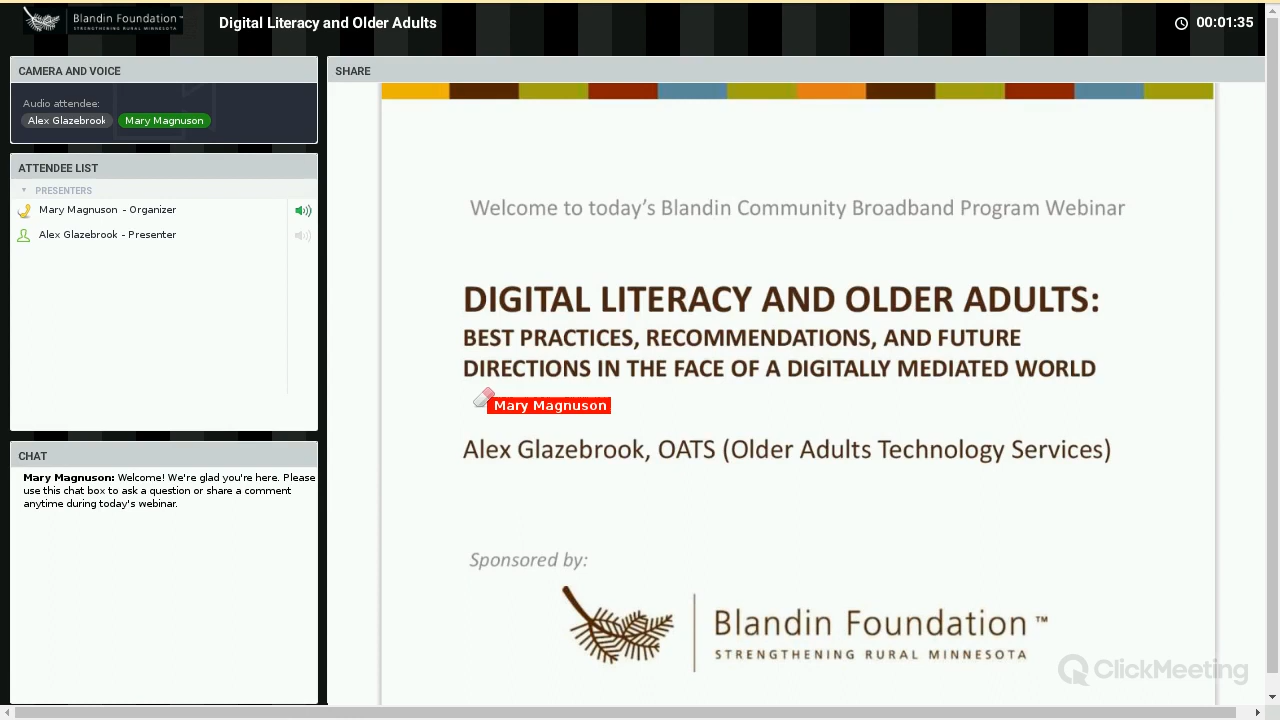 Blandin Foundation™
STRENGTHENING RURAL MINNESOTA
Digital Literacy and Older Adults
00:01:35
CAMERA AND VOICE
Audio attendee:
Alex Glazebrook Mary Magnuson
ATTENDEE LIST
PRESENTERS
Mary Magnuson - Organizer
Alex Glazebrook - Presenter
CHAT
Mary Magnuson: Welcome! We're glad you're here. Please
use this chat box to ask a question or share a comment
anytime during today's webinar.
SHARE
Welcome to today’s Blandin Community Broadband Program Webinar
DIGITAL LITERACY AND OLDER ADULTS:
BEST PRACTICES, RECOMMENDATIONS, AND FUTURE
DIRECTIONS IN THE FACE OF A DIGITALLY MEDIATED WORLD
Mary Magnuson
Alex Glazebrook, OATS (Older Adults Technology Services)
Sponsored by:
Blandin Foundation™
STRENGTHENING RURAL MINNESOTA
ClickMeeting